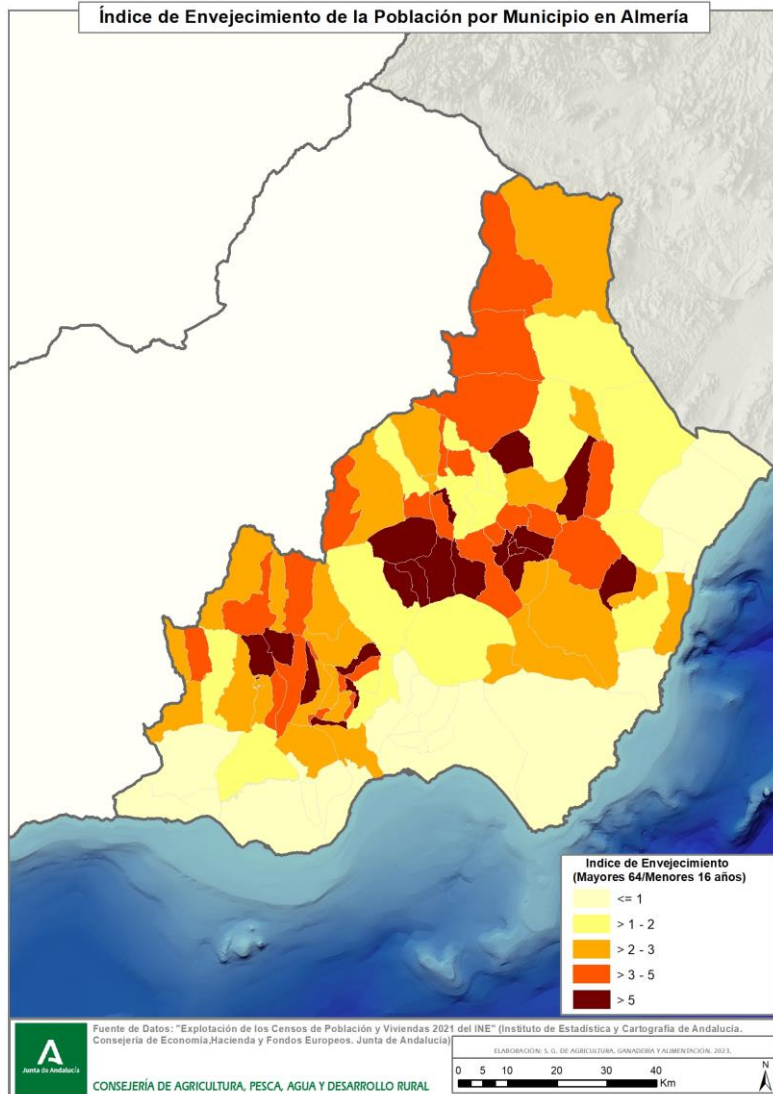 Índice de Envejecimiento de la Población por Municipio en Almería
Indice de Envejecimiento
(Mayores 64/Menores 16 años)
<= 1
> 1 - 2
> 2 - 3
> 3 - 5
> 5
Fuente de Datos: "Explotación de los Censos de Población y Viviendas 2021 del INE" (Instituto de Estadística y Cartografía de Andalucía.
Consejería de Economía,Hacienda y Fondos Europeos. Junta de Andalucía)
ELABORACIÓN: S. G. DE AGRICULTURA, GANADERÍA Y ALIMENTACIÓN, 2023.
Junta de Andalucía
CONSEJERÍA DE AGRICULTURA, PESCA, AGUA Y DESARROLLO RURAL
0 5 10 20 30 40
Km
N